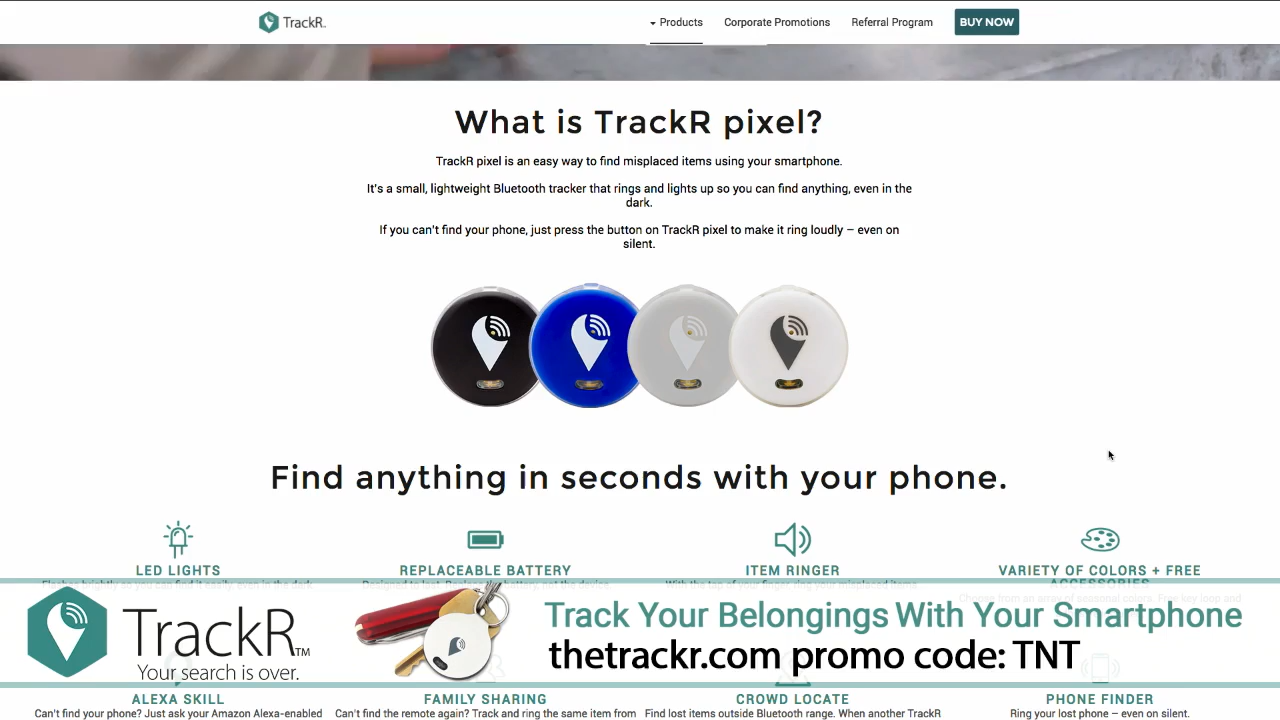 TrackR
Products Corporate Promotions Referral Program BUY NOW
What is TrackR pixel?
TrackR pixel is an easy way to find misplaced items using your smartphone.
It's a small, lightweight Bluetooth tracker that rings and lights up so you can find anything, even in the
dark.
If you can't find your phone, just press the button on TrackR pixel to make it ring loudly – even on
silent.
Find anything in seconds with your phone.
LED LIGHTS REPLACEABLE BATTERY ITEM RINGER VARIETY OF COLORS + FREE
ACCESSORIES
TrackR™
Your search is over.
Track Your Belongings With Your Smartphone
thetrackr.com promo code: TNT
ALEXA SKILL FAMILY SHARING CROWD LOCATE PHONE FINDER
Can't find your phone? Just ask your Amazon Alexa-enabled Can't find the remote again? Track and ring the same item from Find lost items outside Bluetooth range. When another TrackR Ring your lost phone – even on silent.